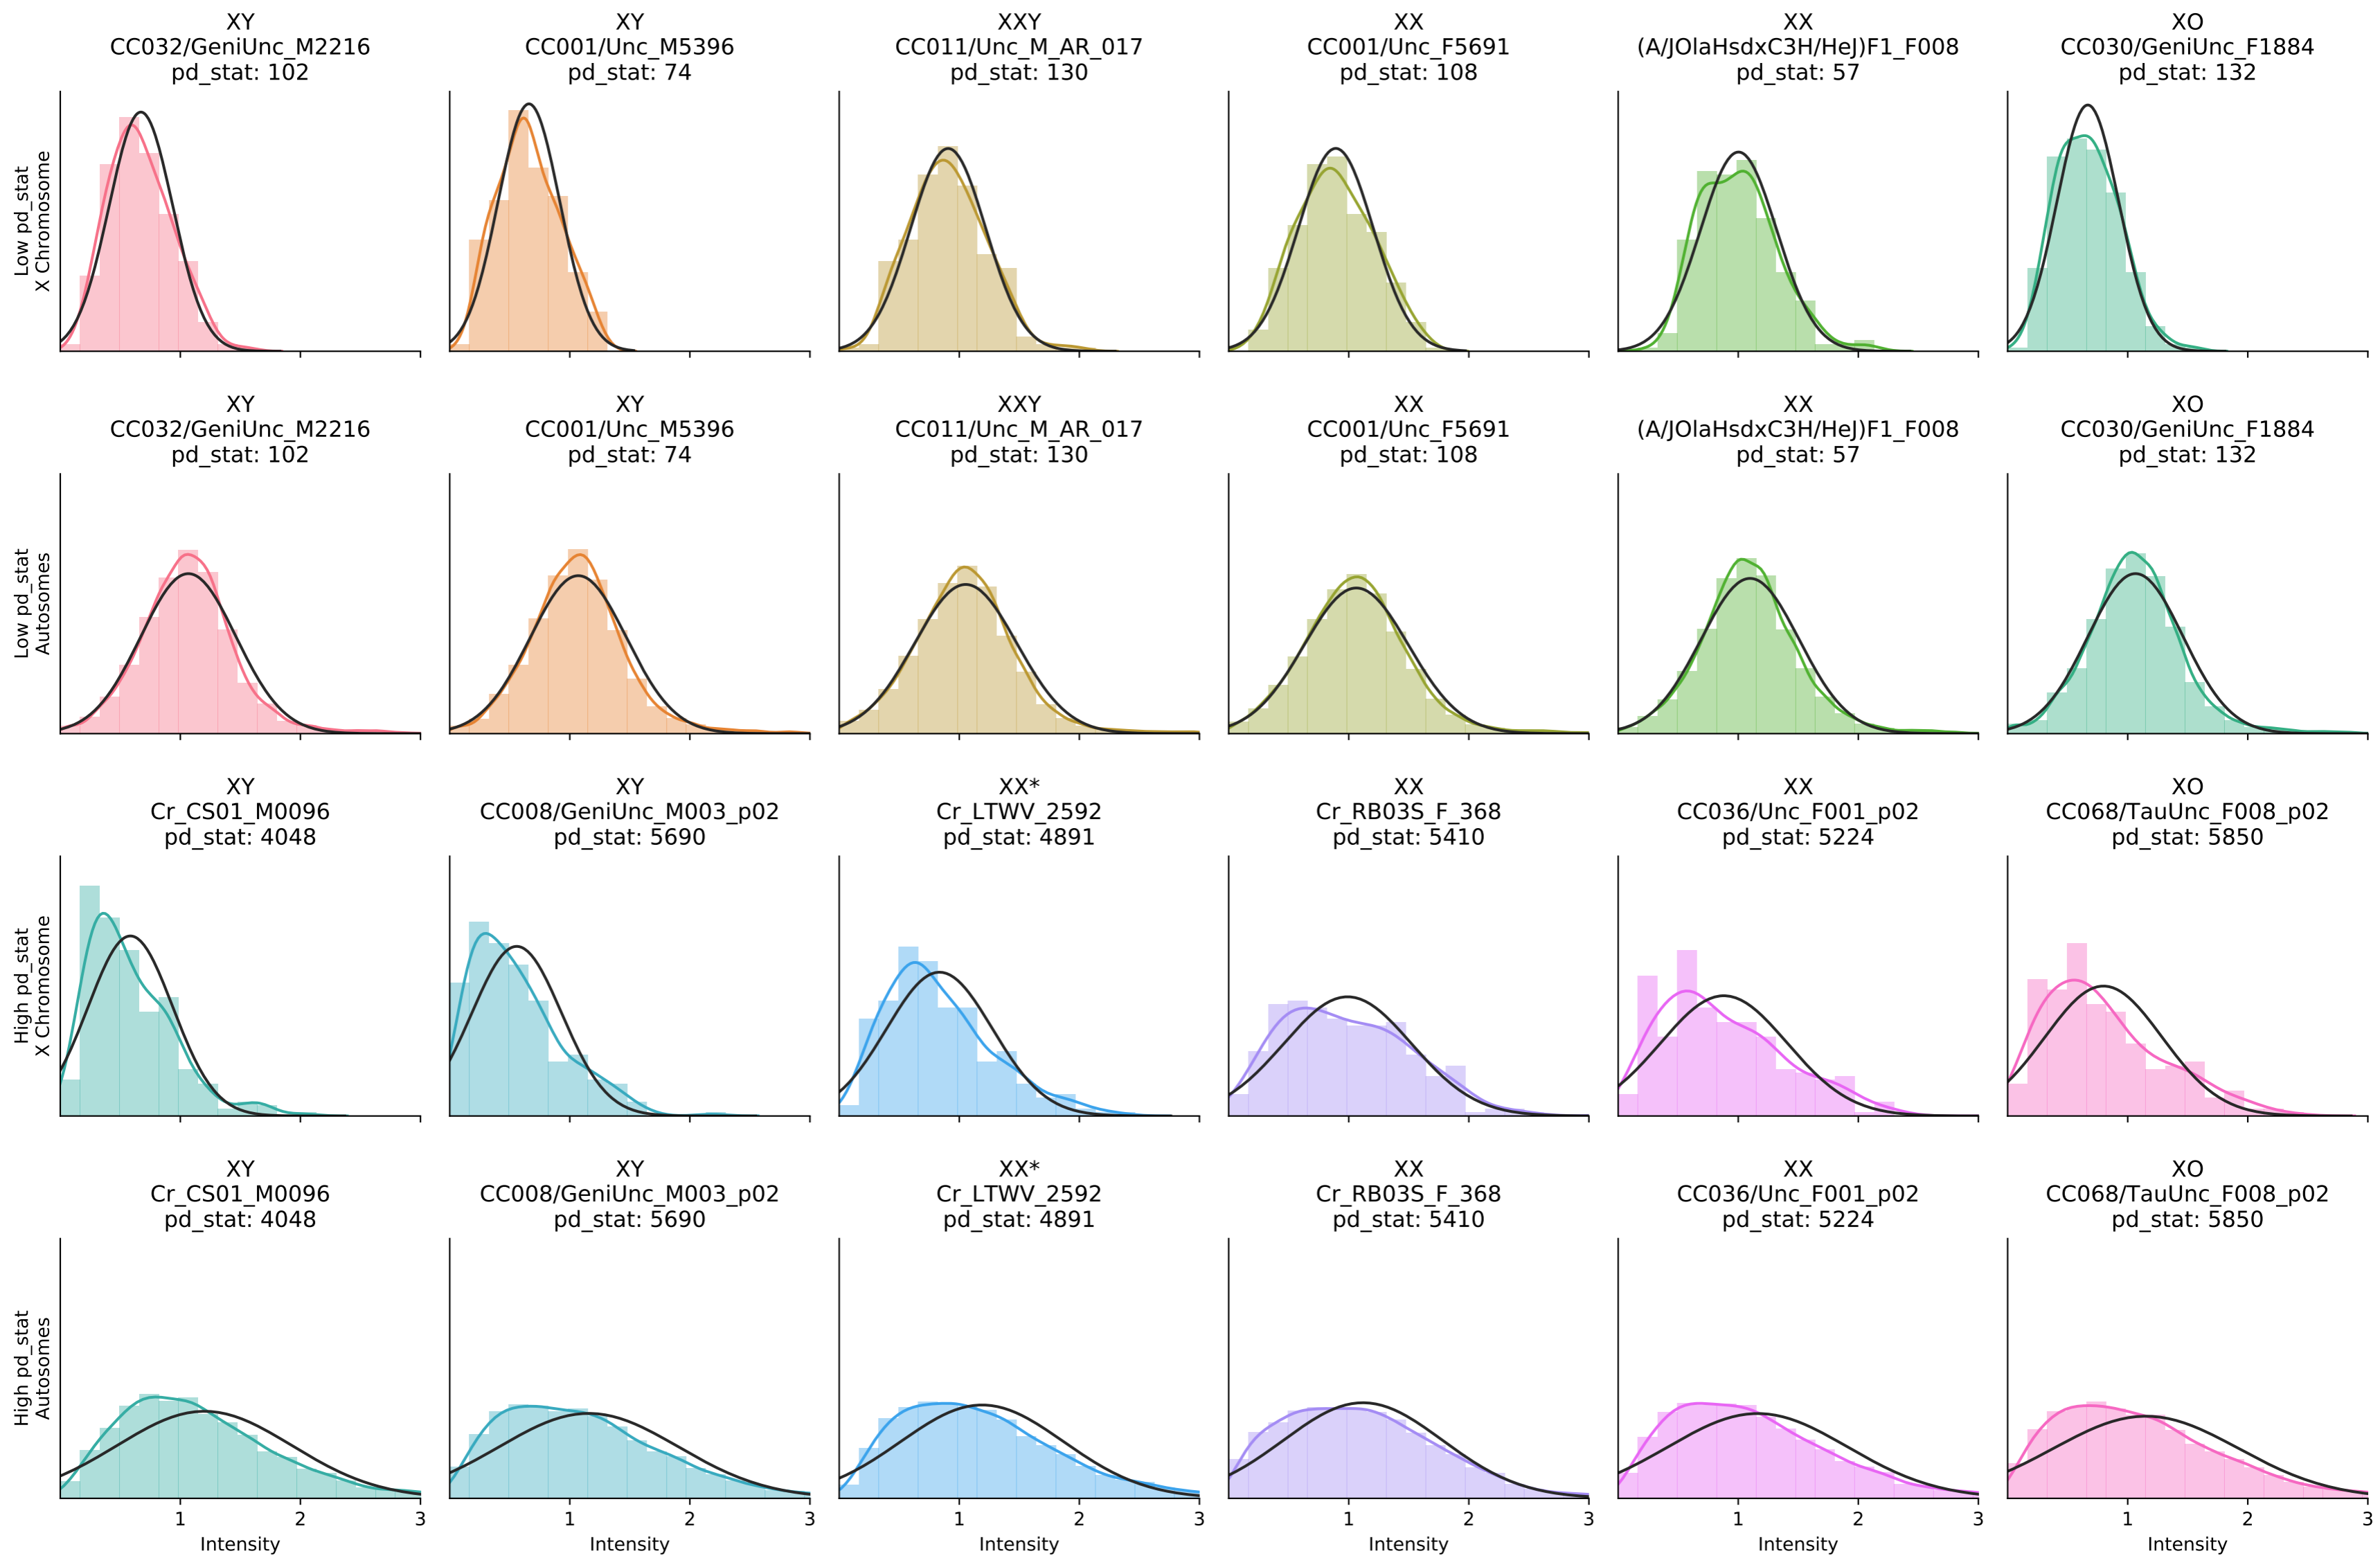 XY
CC032/GeniUnc_M2216
pd_stat: 102
XY
CC001/Unc_M5396
pd_stat: 74
XXY
CC011/Unc_M_AR_017
pd_stat: 130
XX
CC001/Unc_F5691
pd_stat: 108
XX
(A/JOlaHsdxC3H/HeJ)F1_F008
pd_stat: 57
XO
CC030/GeniUnc_F1884
pd_stat: 132
Low pd_stat
X Chromosome
1 2 3
1 2 3
1 2 3
1 2 3
1 2 3
1 2 3
XY
CC032/GeniUnc_M2216
pd_stat: 102
XY
CC001/Unc_M5396
pd_stat: 74
XXY
CC011/Unc_M_AR_017
pd_stat: 130
XX
CC001/Unc_F5691
pd_stat: 108
XX
(A/JOlaHsdxC3H/HeJ)F1_F008
pd_stat: 57
XO
CC030/GeniUnc_F1884
pd_stat: 132
Low pd_stat
Autosomes
XY
Cr_CS01_M0096
pd_stat: 4048
XY
CC008/GeniUnc_M003_p02
pd_stat: 5690
XX*
Cr_LTWV_2592
pd_stat: 4891
XX
Cr_RB03S_F_368
pd_stat: 5410
XX
CC036/Unc_F001_p02
pd_stat: 5224
XO
CC068/TauUnc_F008_p02
pd_stat: 5850
High pd_stat
X Chromosome
XY
Cr_CS01_M0096
pd_stat: 4048
XY
CC008/GeniUnc_M003_p02
pd_stat: 5690
XX*
Cr_LTWV_2592
pd_stat: 4891
XX
Cr_RB03S_F_368
pd_stat: 5410
XX
CC036/Unc_F001_p02
pd_stat: 5224
XO
CC068/TauUnc_F008_p02
pd_stat: 5850
High pd_stat
Autosomes
Intensity
Intensity
Intensity
Intensity
Intensity
Intensity